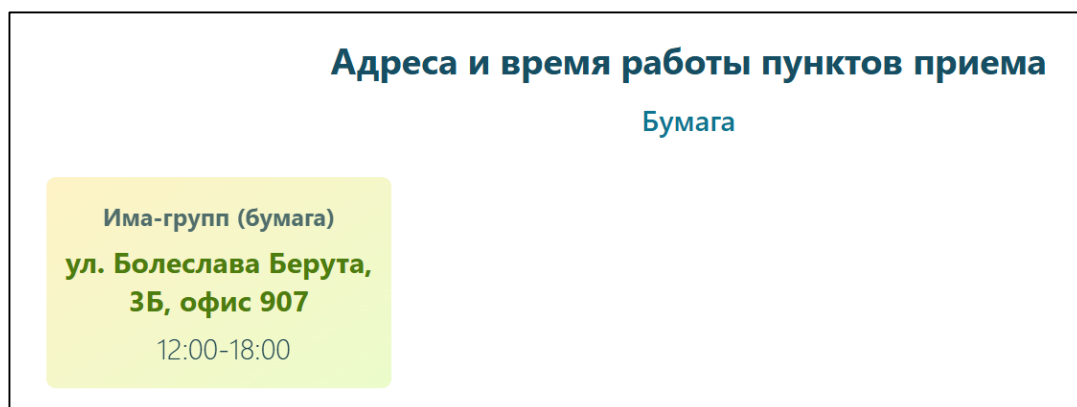 Адреса и время работы пунктов приема
Бумага
Има-групп (бумага)
ул. Болеслава Берута,
3Б, офис 907
12:00-18:00